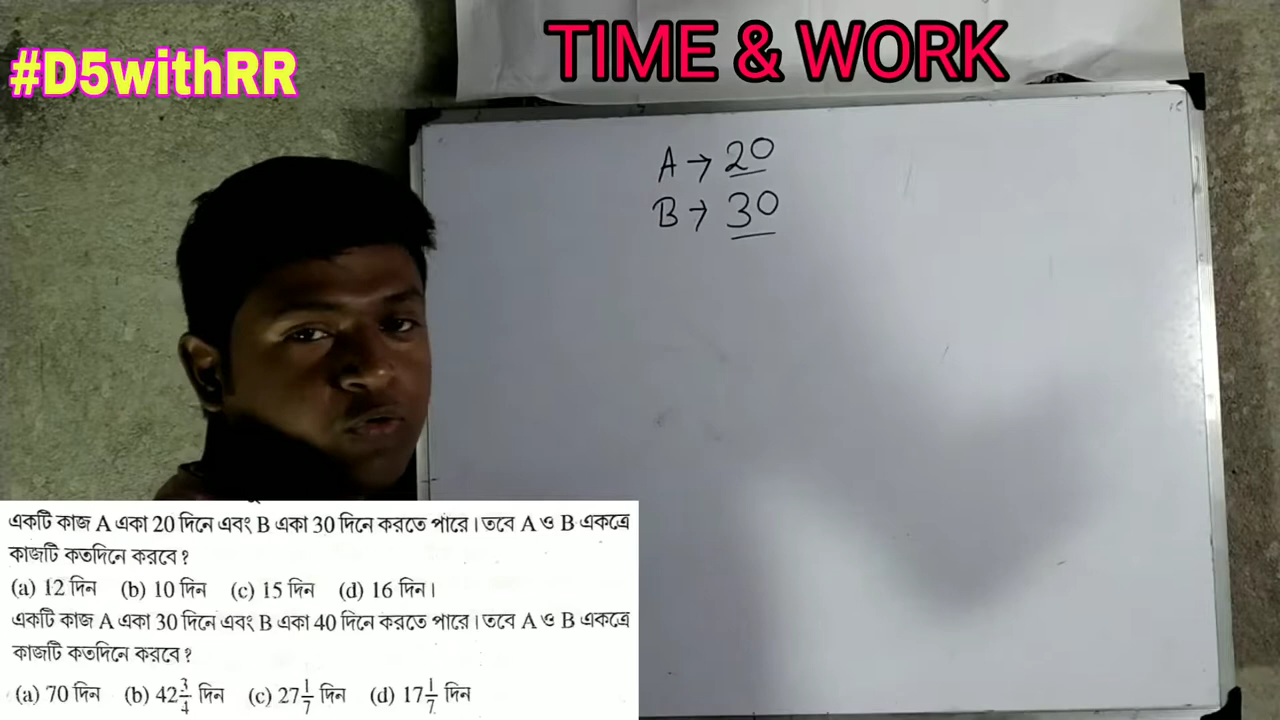 #D5withRR
TIME & WORK
A → 20
B → 30
একটি কাজ A একা 20 দিনে এবং B একা 30 দিনে করতে পারে। তবে A ও B একত্রে
কাজটি কতদিনে করবে?
(a) 12 দিন (b) 10 দিন (c) 15 দিন (d) 16 দিন।
একটি কাজ A একা 30 দিনে এবং B একা 40 দিনে করতে পারে। তবে A ও B একত্রে
কাজটি কতদিনে করবে?
(a) 70 দিন (b) 42 3/4 দিন (c) 27 1/7 দিন (d) 17 1/7 দিন